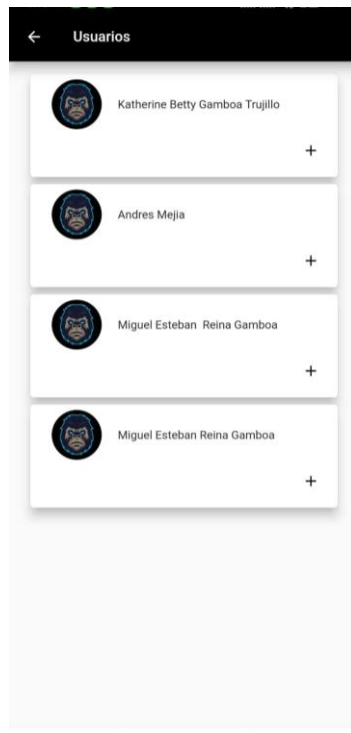 Usuarios
Katherine Betty Gamboa Trujillo
+
Andres Mejia
+
Miguel Esteban  Reina Gamboa
+
Miguel Esteban Reina Gamboa
+